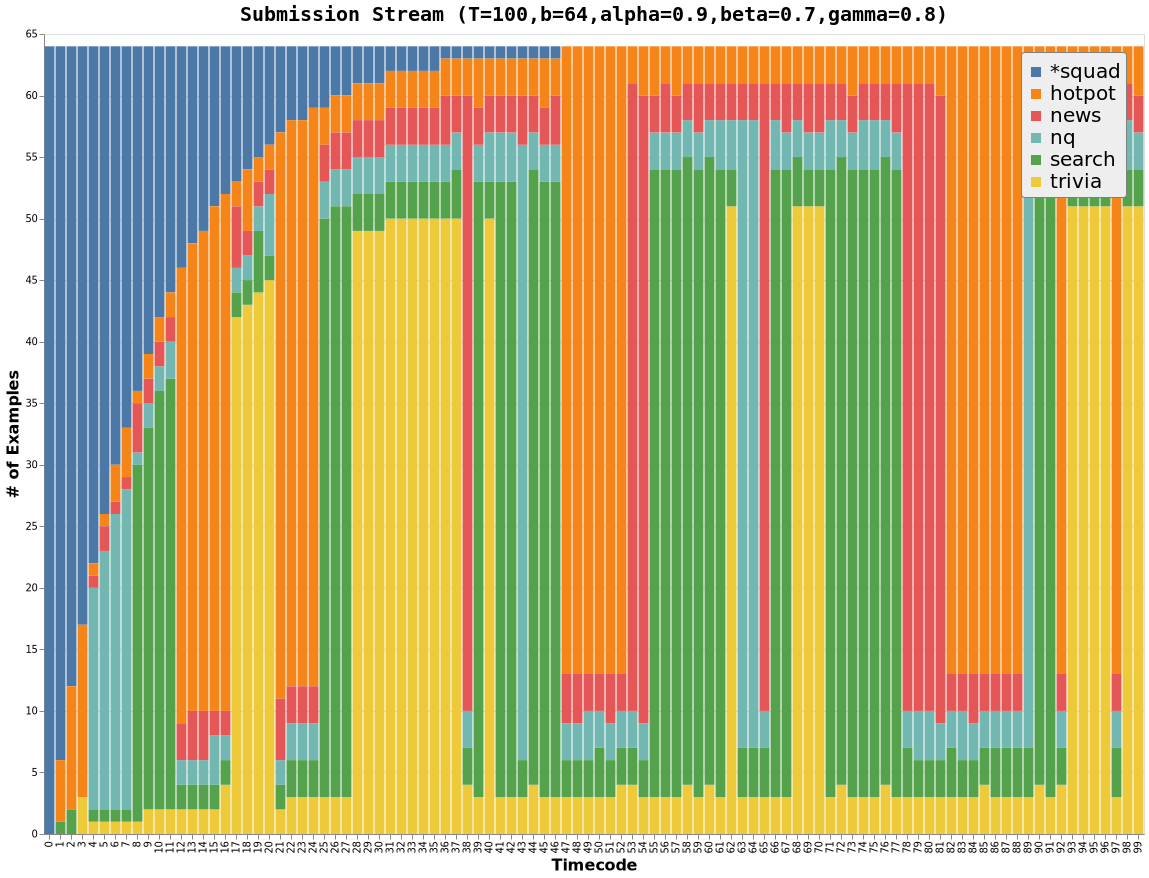 Submission Stream (T=100,b=64,alpha=0.9,beta=0.7,gamma=0.8)
65
60
55
50
45
40
35
30
25
20
15
10
5
0
# of Examples
*squad
hotpot
news
nq
search
trivia
0 1 2 3 4 5 6 7 8 9 10 11 12 13 14 15 16 17 18 19 20 21 22 23 24 25 26 27 28 29 30 31 32 33 34 35 36 37 38 39 40 41 42 43 44 45 46 47 48 49 50 51 52 53 54 55 56 57 58 59 60 61 62 63 64 65 66 67 68 69 70 71 72 73 74 75 76 77 78 79 80 81 82 83 84 85 86 87 88 89 90 91 92 93 94 95 96 97 98 99
Timecode